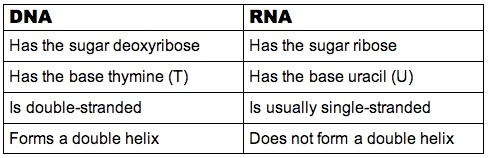 DNA RNA
Has the sugar deoxyribose Has the sugar ribose
Has the base thymine (T) Has the base uracil (U)
Is double-stranded Is usually single-stranded
Forms a double helix Does not form a double helix